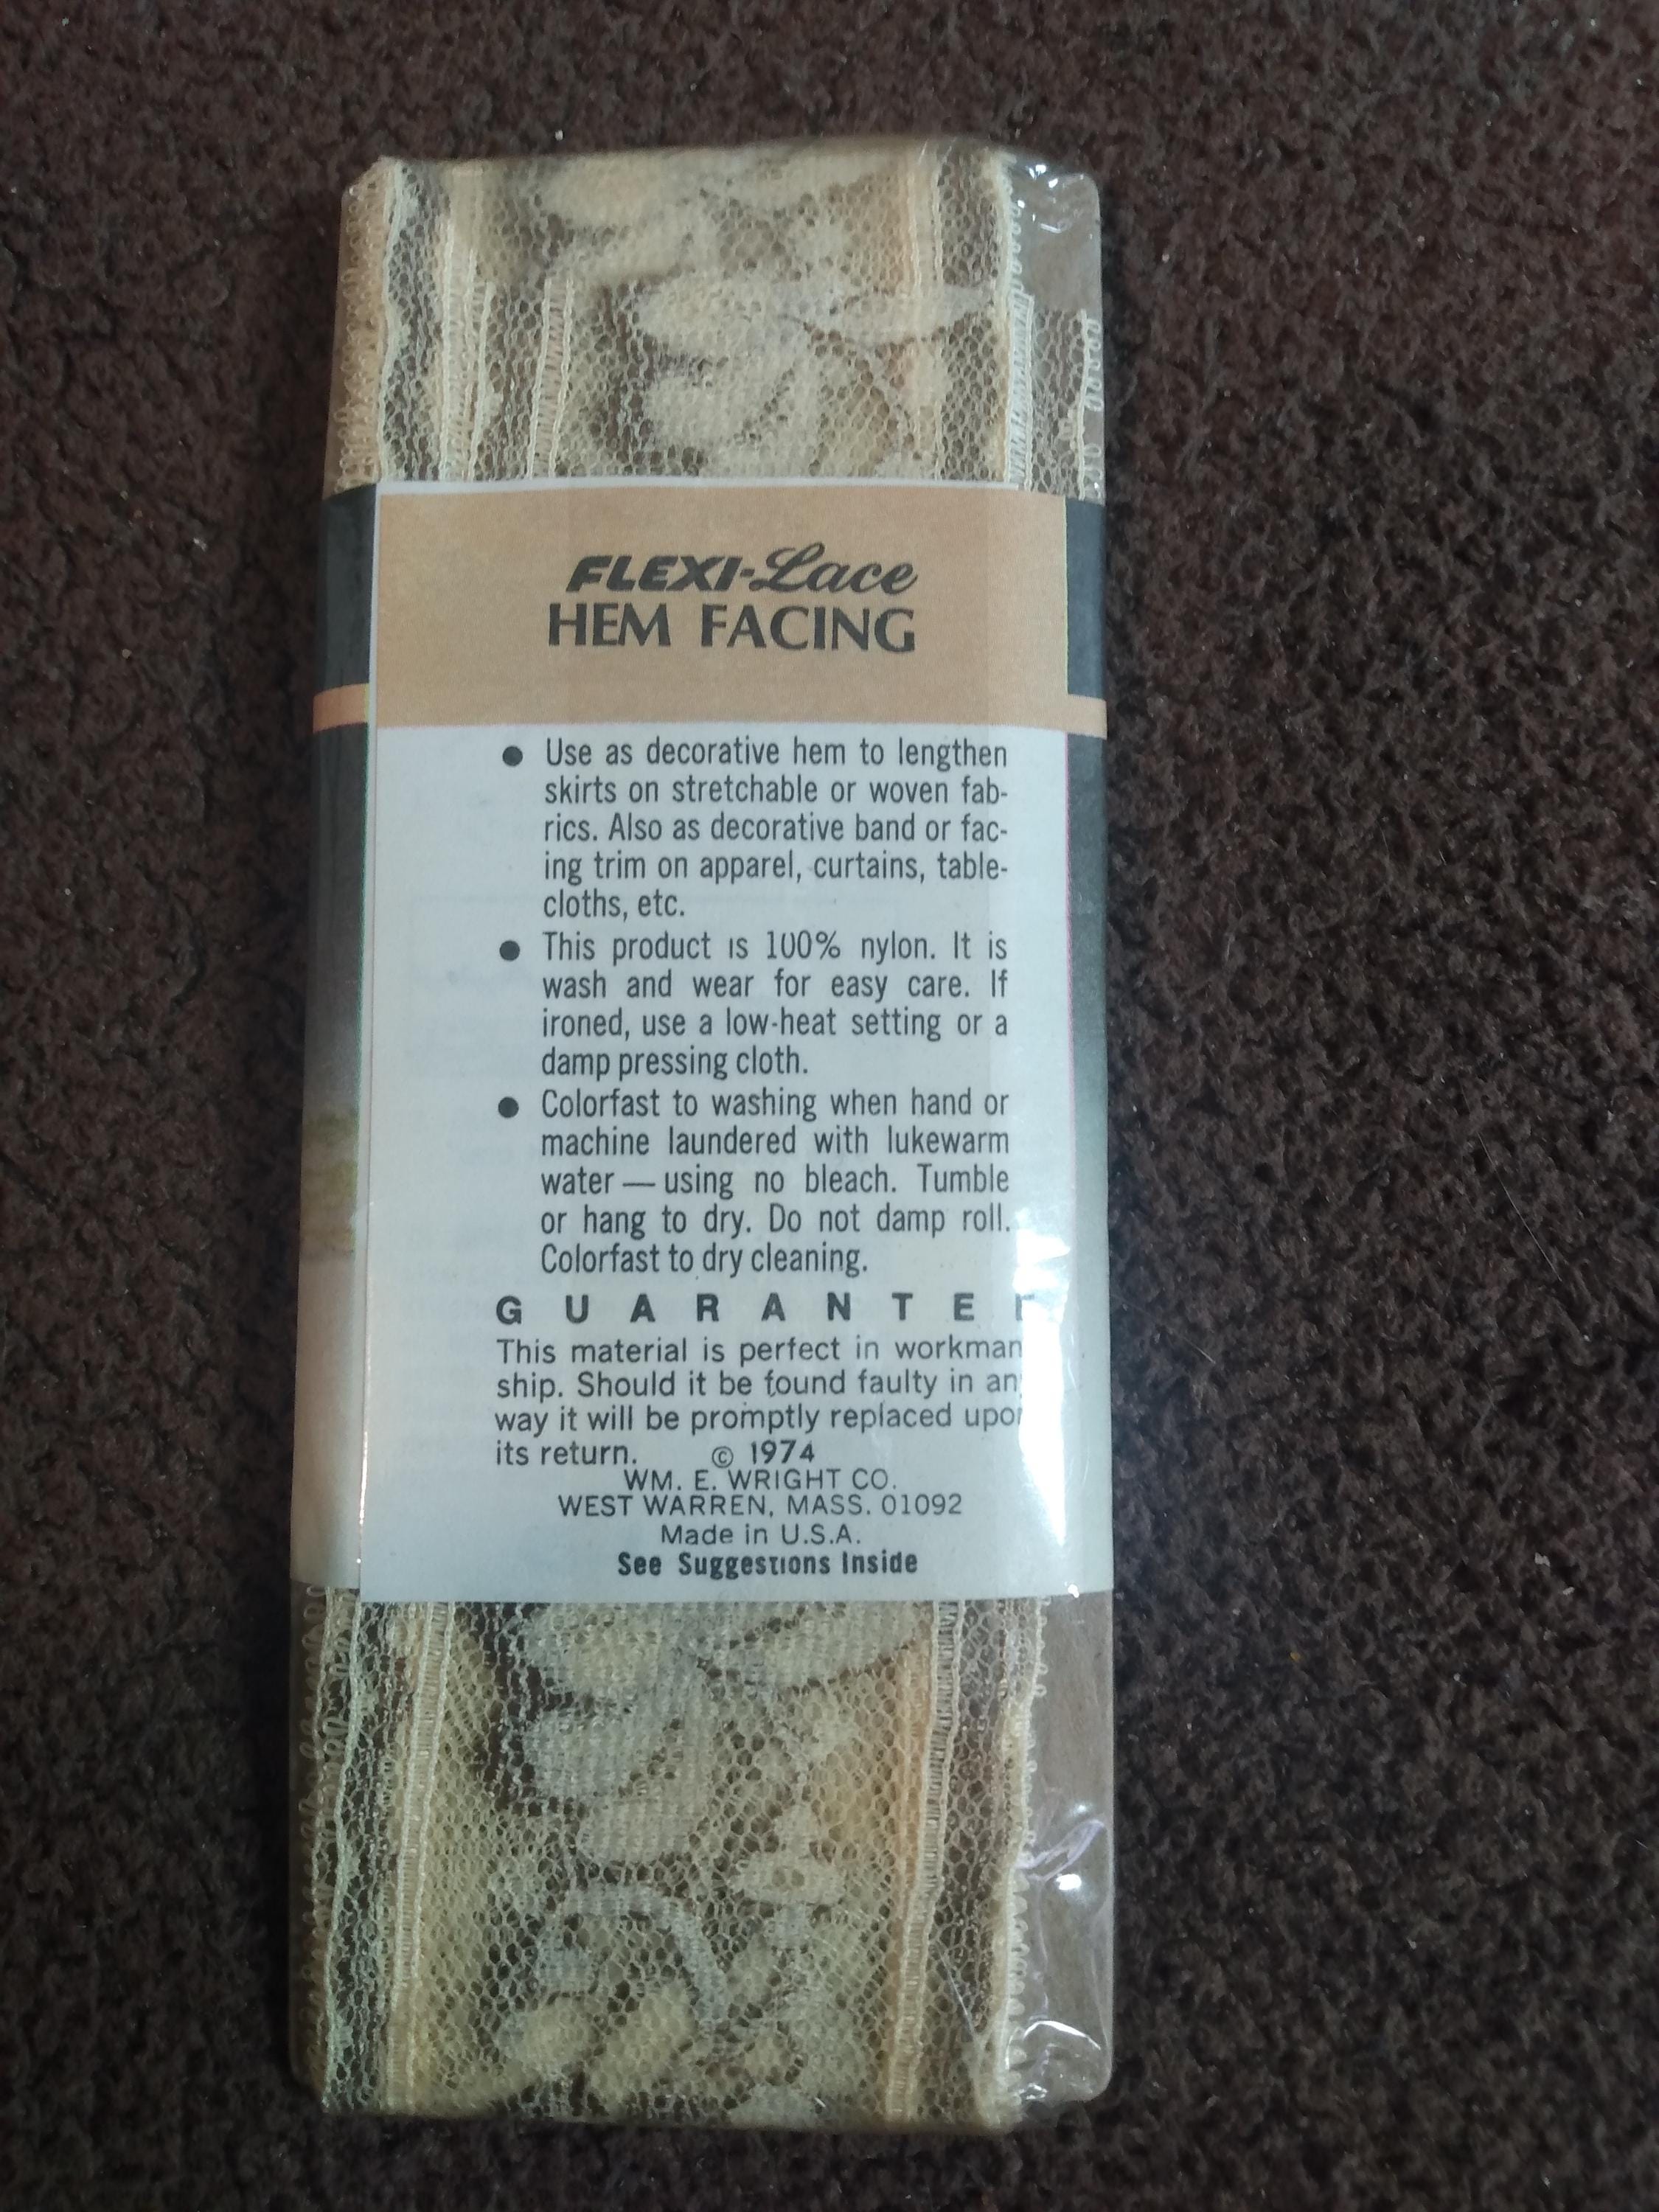 FLEXI-Lace
HEM FACING
● Use as decorative hem to lengthen
skirts on stretchable or woven fab-
rics. Also as decorative band or fac-
ing trim on apparel, curtains, table-
cloths, etc.
● This product is 100% nylon. It is
wash and wear for easy care. If
ironed, use a low-heat setting or a
damp pressing cloth.
● Colorfast to washing when hand or
machine laundered with lukewarm
water — using no bleach. Tumble
or hang to dry. Do not damp roll.
Colorfast to dry cleaning.
GUARANTEE
This material is perfect in workman
ship. Should it be found faulty in any
way it will be promptly replaced upon
its return. © 1974
WM. E. WRIGHT CO.
WEST WARREN, MASS. 01092
Made in U.S.A.
See Suggestions Inside